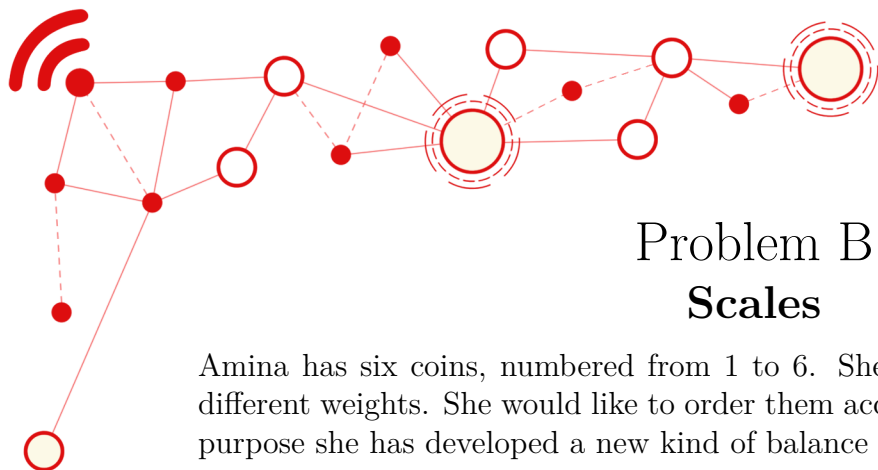 Problem B
Scales
Amina has six coins, numbered from 1 to 6. She
different weights. She would like to order them
purpose she has developed a new kind of balance